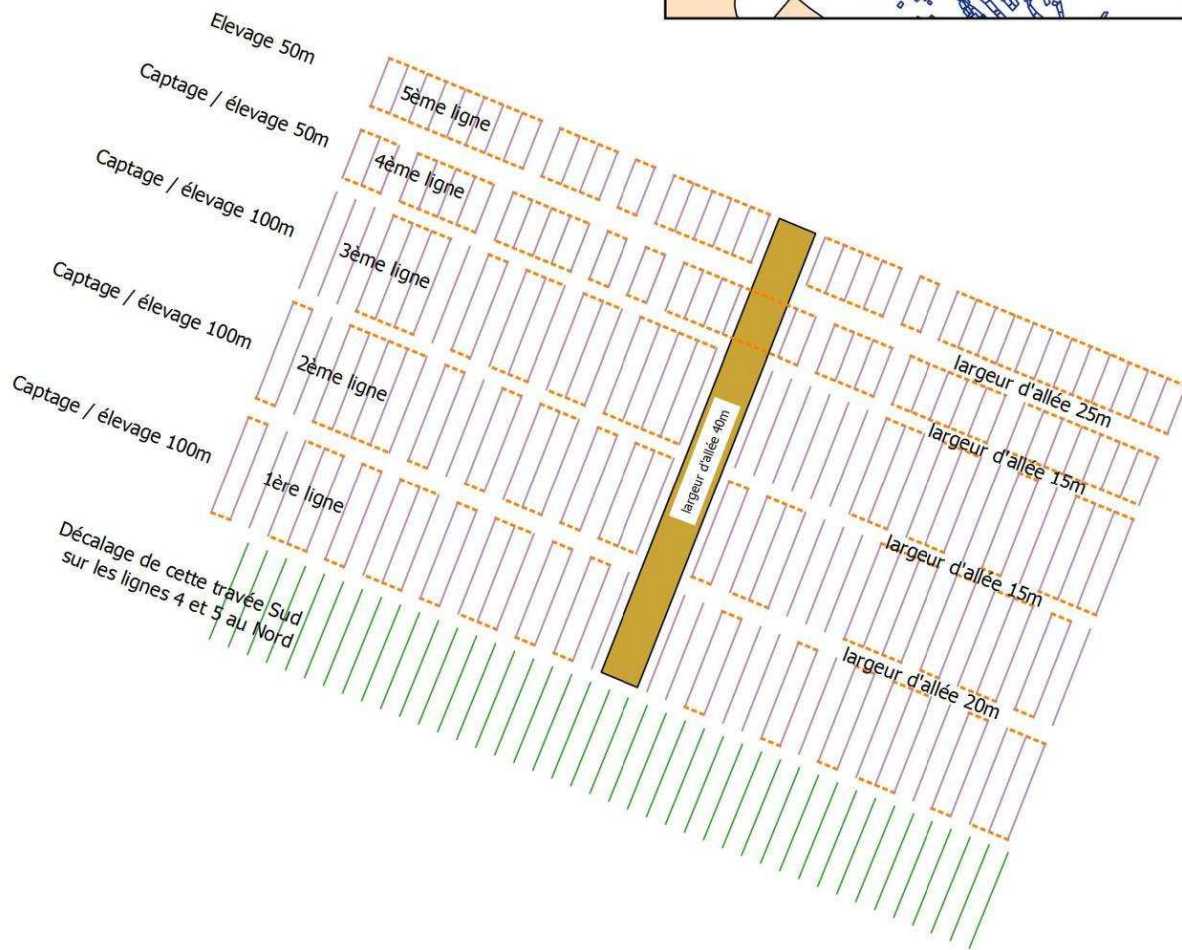 Elevage 50m
Captage / élevage 50m
Captage / élevage 100m
Captage / élevage 100m
Captage / élevage 100m
Décalage de cette travée Sud
sur les lignes 4 et 5 au Nord
5ème ligne
4ème ligne
3ème ligne
2ème ligne
1ère ligne
largeur d'allée 40m
largeur d'allée 25m
largeur d'allée 15m
largeur d'allée 15m
largeur d'allée 20m